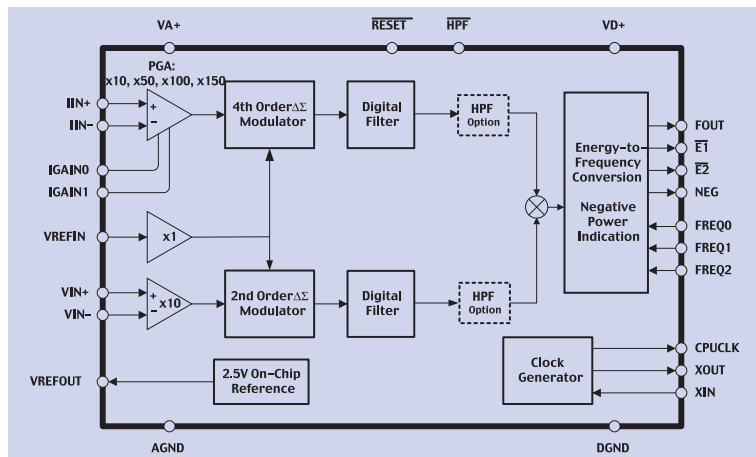 VA+
RESET
HPF
VD+
PGA:
x10, x50, x100, x150
IIN+
IIN-
IGAIN0
IGAIN1
VREFIN
VIN+
VIN-
VREFOUT
+
-
x1
+
-
x10
4th Order ΔΣ
Modulator
2nd Order ΔΣ
Modulator
2.5V On-Chip
Reference
Digital
Filter
Digital
Filter
HPF
Option
HPF
Option
Energy-to
Frequency
Conversion
Negative
Power
Indication
Clock
Generator
FOUT
E1
E2
NEG
FREQ0
FREQ1
FREQ2
CPUCLK
XOUT
XIN
AGND
DGND